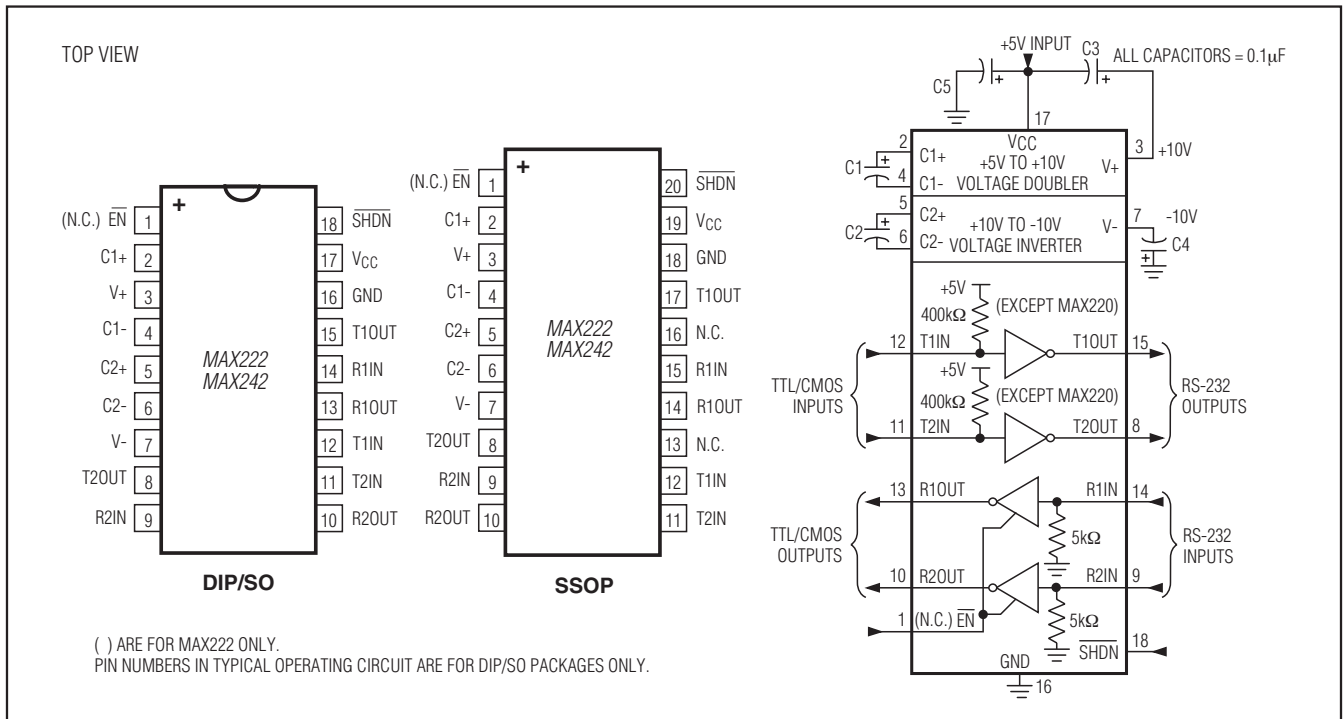 TOP VIEW
+
(N.C.) EN 1
C1+ 2
V+ 3
C1- 4
C2+ 5
C2- 6
V- 7
T2OUT 8
R2IN 9
18 SHDN
17 VCC
16 GND
15 T1OUT
14 R1IN
13 R1OUT
12 T1IN
11 T2IN
10 R2OUT
MAX222
MAX242
DIP/SO
+
(N.C.) EN 1
C1+ 2
V+ 3
C1- 4
C2+ 5
C2- 6
V- 7
T2OUT 8
R2IN 9
R2OUT 10
20 SHDN
19 VCC
18 GND
17 T1OUT
16 N.C.
15 R1IN
14 R1OUT
13 N.C.
12 T1IN
11 T2IN
MAX222
MAX242
SSOP
( ) ARE FOR MAX222 ONLY.
PIN NUMBERS IN TYPICAL OPERATING CIRCUIT ARE FOR DIP/SO PACKAGES ONLY.
+5V INPUT
C3
ALL CAPACITORS = 0.1μF
C5
+
+
17
VCC
2
C1+
+5V TO +10V
VOLTAGE DOUBLER
C1
+
4
C1-
V+
3
+10V
5
C2+
+10V TO -10V
VOLTAGE INVERTER
C2
+
6
C2-
V-
7
-10V
C4
+
+5V
400kΩ
(EXCEPT MAX220)
12
T1IN
T1OUT
15
+5V
400kΩ
(EXCEPT MAX220)
11
T2IN
T2OUT
8
TTL/CMOS
INPUTS
RS-232
OUTPUTS
13
R1OUT
R1IN
14
5kΩ
10
R2OUT
R2IN
9
5kΩ
TTL/CMOS
OUTPUTS
RS-232
INPUTS
1
(N.C.) EN
SHDN
18
GND
16